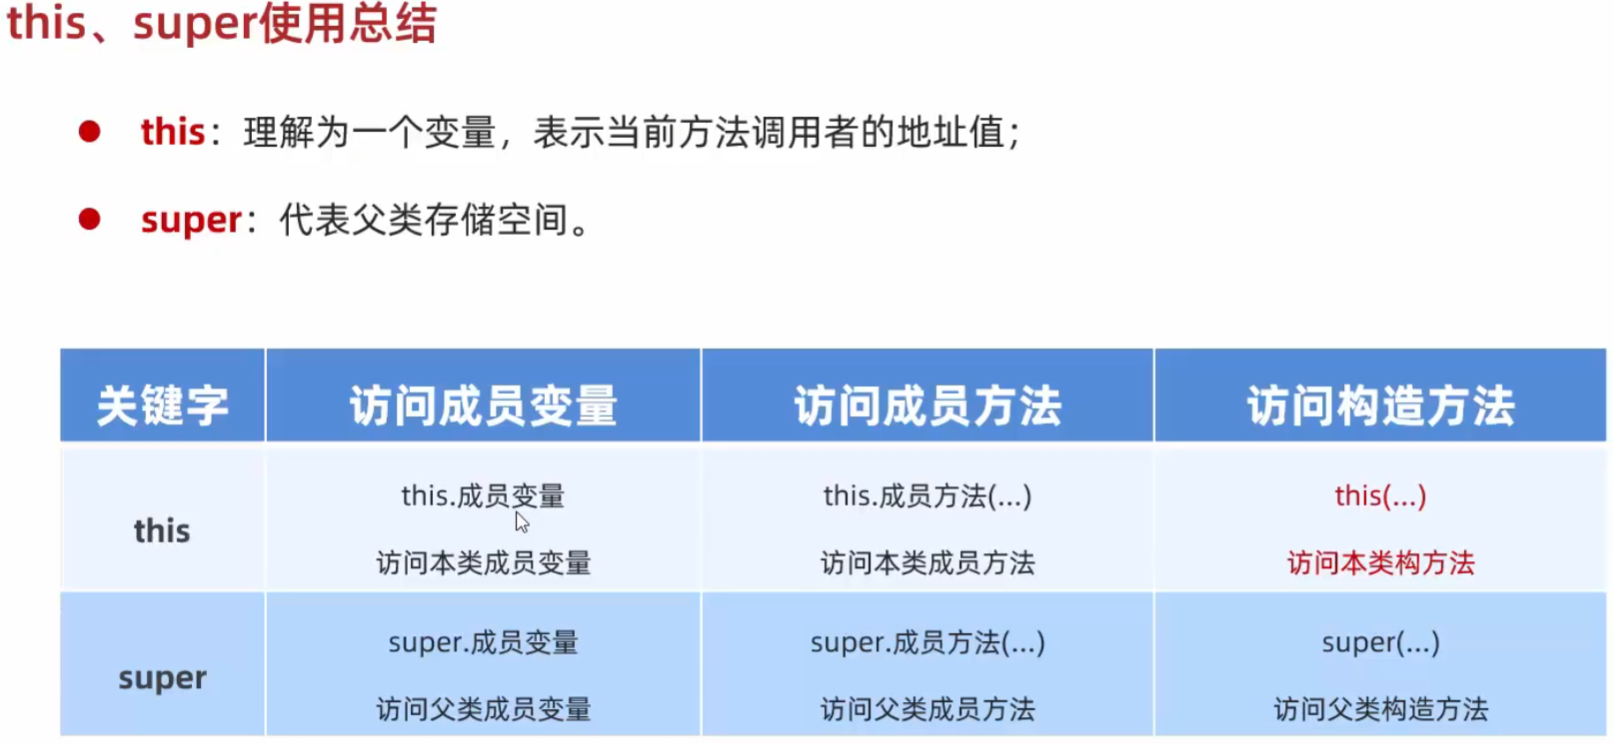 this、super使用总结
● this：理解为一个变量，表示当前方法调用者的地址值；
● super：代表父类存储空间。
关键字 访问成员变量 访问成员方法 访问构造方法
this.成员变量 this.成员方法(...) this(...)
this
访问本类成员变量 访问本类成员方法 访问本类构方法
super.成员变量 super.成员方法(...) super(...)
super
访问父类成员变量 访问父类成员方法 访问父类构造方法